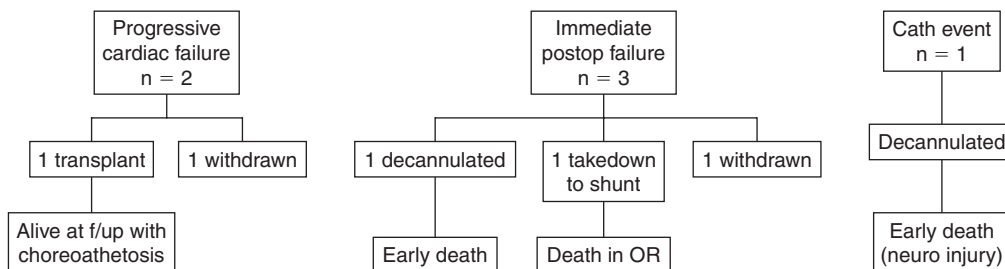 Progressive
cardiac failure
n = 2
1 transplant
1 withdrawn
Alive at f/up with
choreoathetosis
Immediate
postop failure
n = 3
1 decannulated
1 takedown
to shunt
1 withdrawn
Early death
Death in OR
Cath event
n = 1
Decannulated
Early death
(neuro injury)